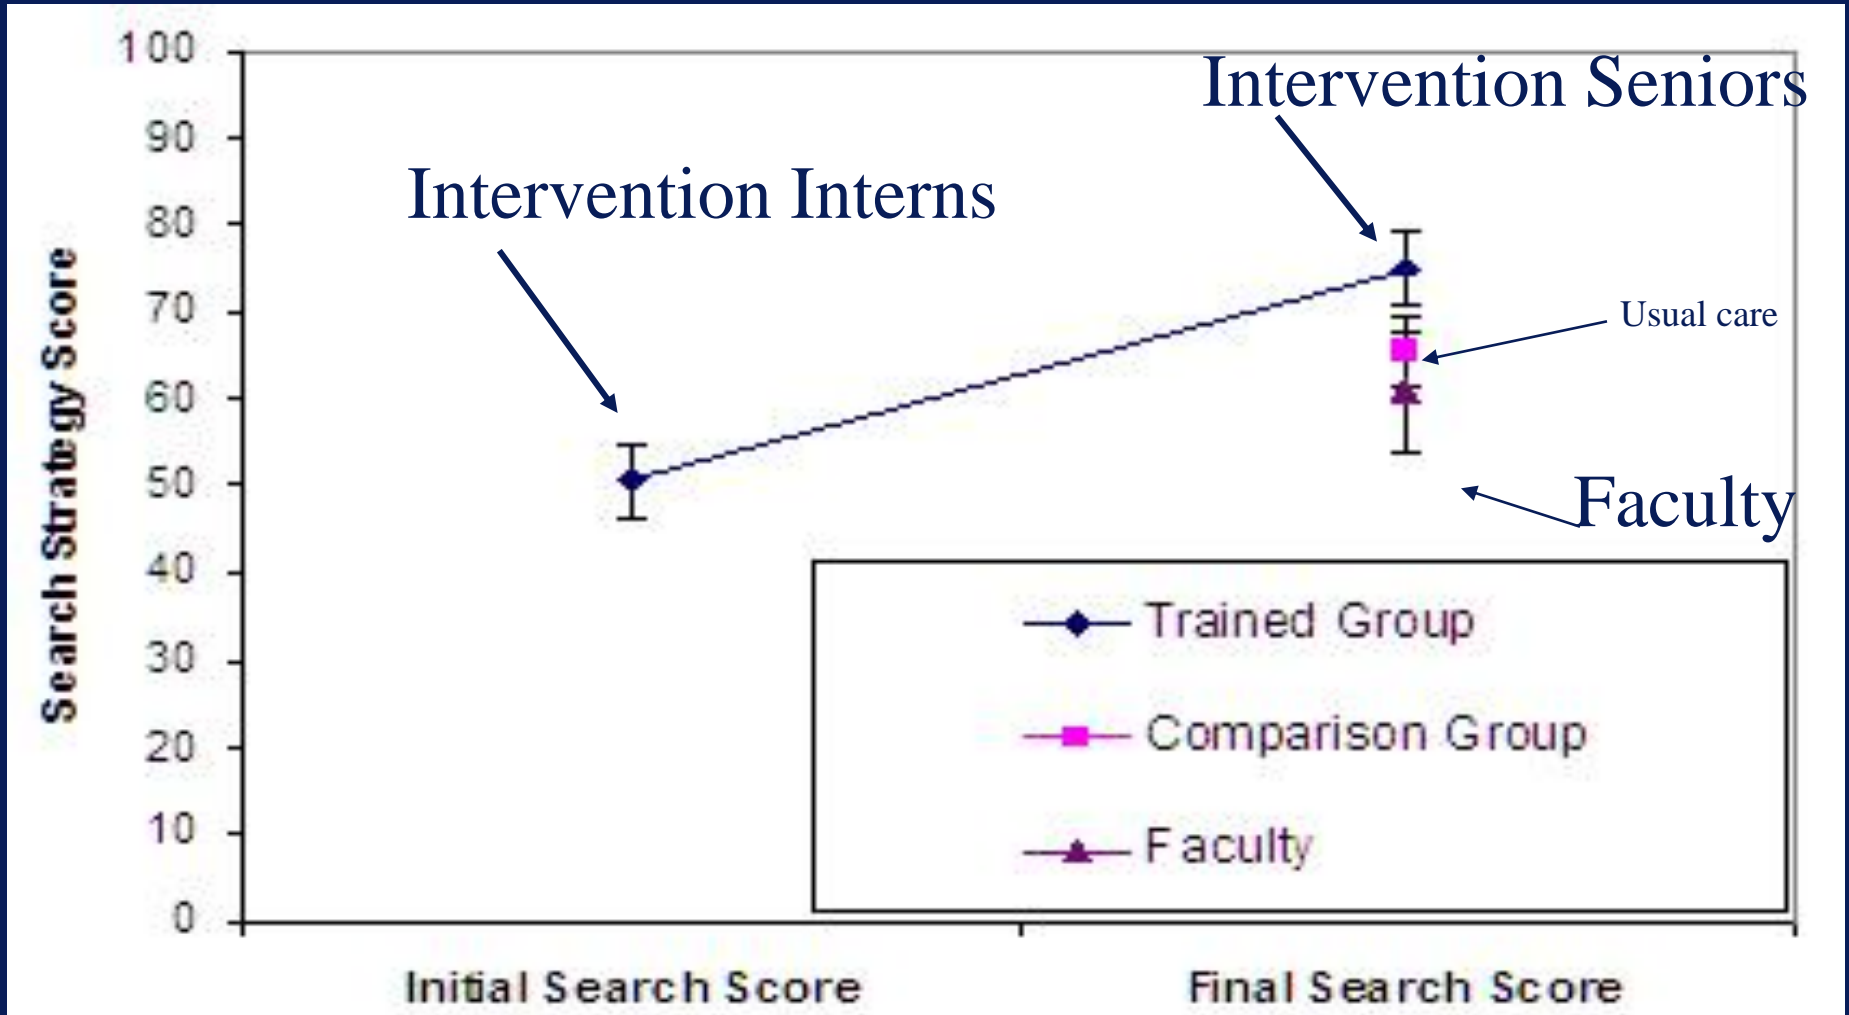 100
Intervention Seniors
90
Intervention Interns
80
70
Usual care
60
50
Faculty
40
30
20
10
0
Search Strategy Score
Trained Group
Comparison Group
Faculty
Initial Search Score
Final Search Score